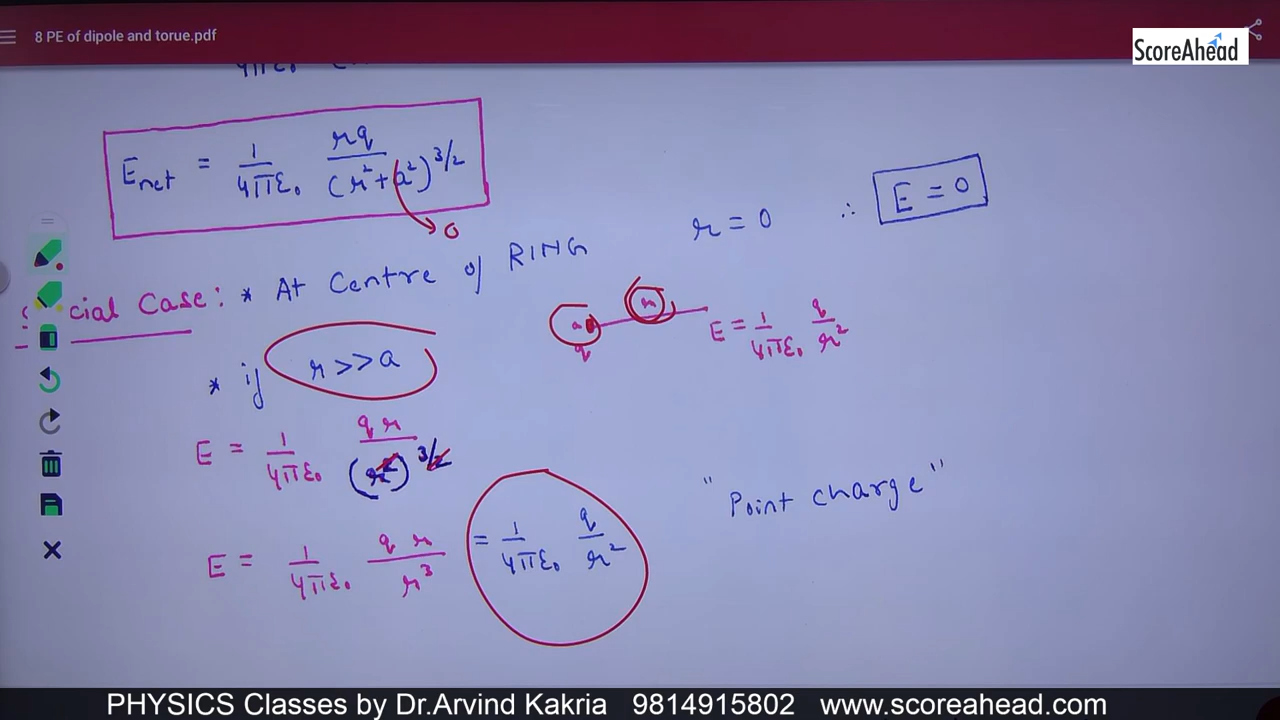 8 PE of dipole and torue.pdf
ScoreAhead
E net = 1/4πε₀ rq/(r²+a²)^3/2
0
r = 0 ∴ E = 0
cial Case: * At Centre of RING
* if r >> a
a r
q
E = 1/4πε₀ q/r²
E = 1/4πε₀ qr/(r²)^3/2
"Point charge"
E = 1/4πε₀ qr/r³ = 1/4πε₀ q/r²
PHYSICS Classes by Dr.Arvind Kakria 9814915802 www.scoreahead.com